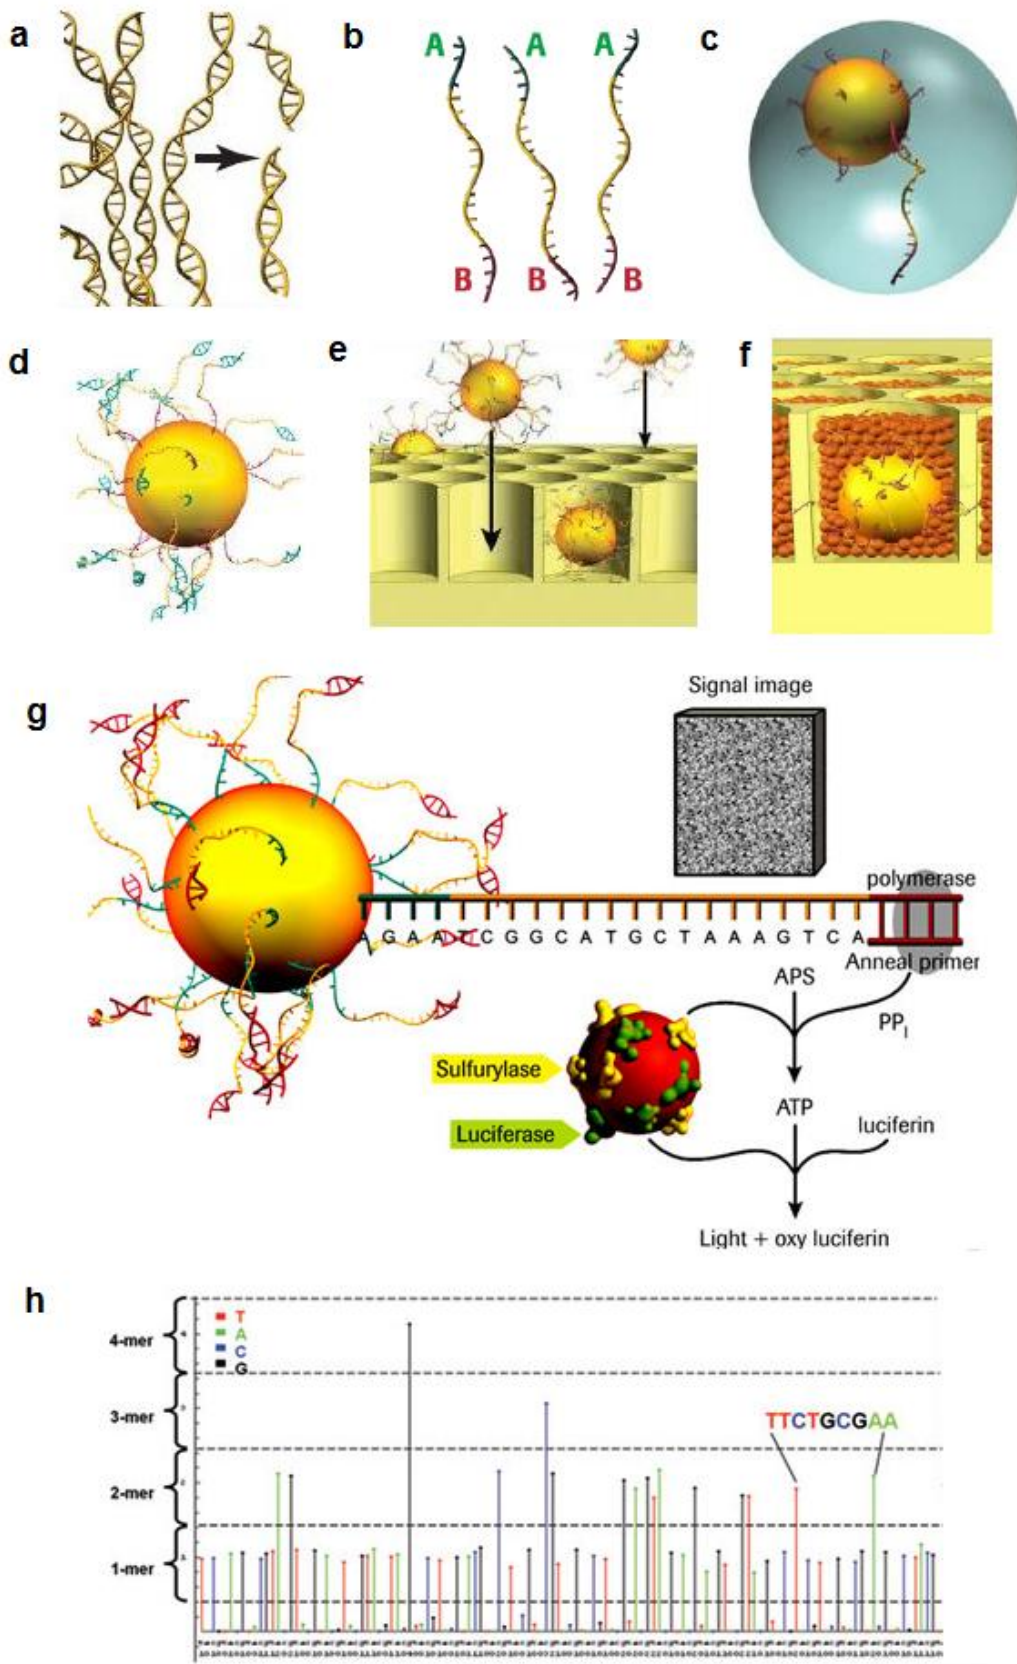 a
b
c
A A A
B B B
d
e
f
g
Signal image
polymerase
A G A A T C G G C A T G C T A A A G T C A
Anneal primer
APS
PPI
Sulfurylase
ATP
Luciferase
luciferin
Light + oxy luciferin
h
T
A
C
G
4-mer
3-mer
TTCTGCGAA
2-mer
1-mer